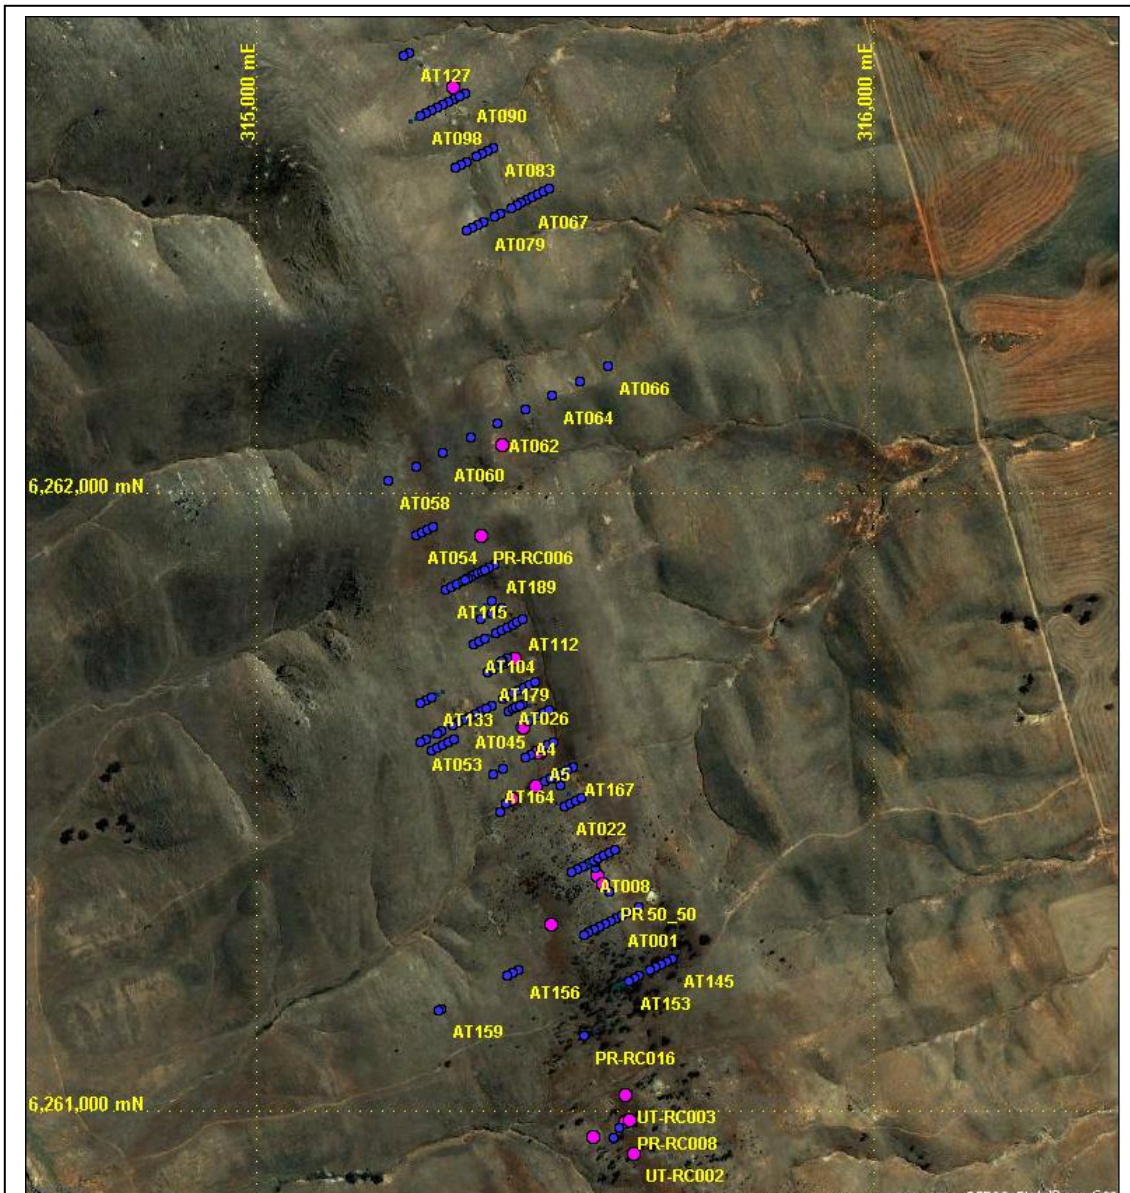 315,000 mE
316,000 mE
AT127
AT090
AT098
AT083
AT067
AT079
AT066
AT064
AT062
AT060
6,262,000 mN
AT058
AT054 PR-RC006
AT189
AT115
AT112
AT104
AT179
AT133 AT026
AT045 A4
AT053
A5
AT164 AT167
AT022
AT008
PR 50_50
AT001
AT145
AT156
AT153
AT159
PR-RC016
6,261,000 mN
UT-RC003
PR-RC008
UT-RC002